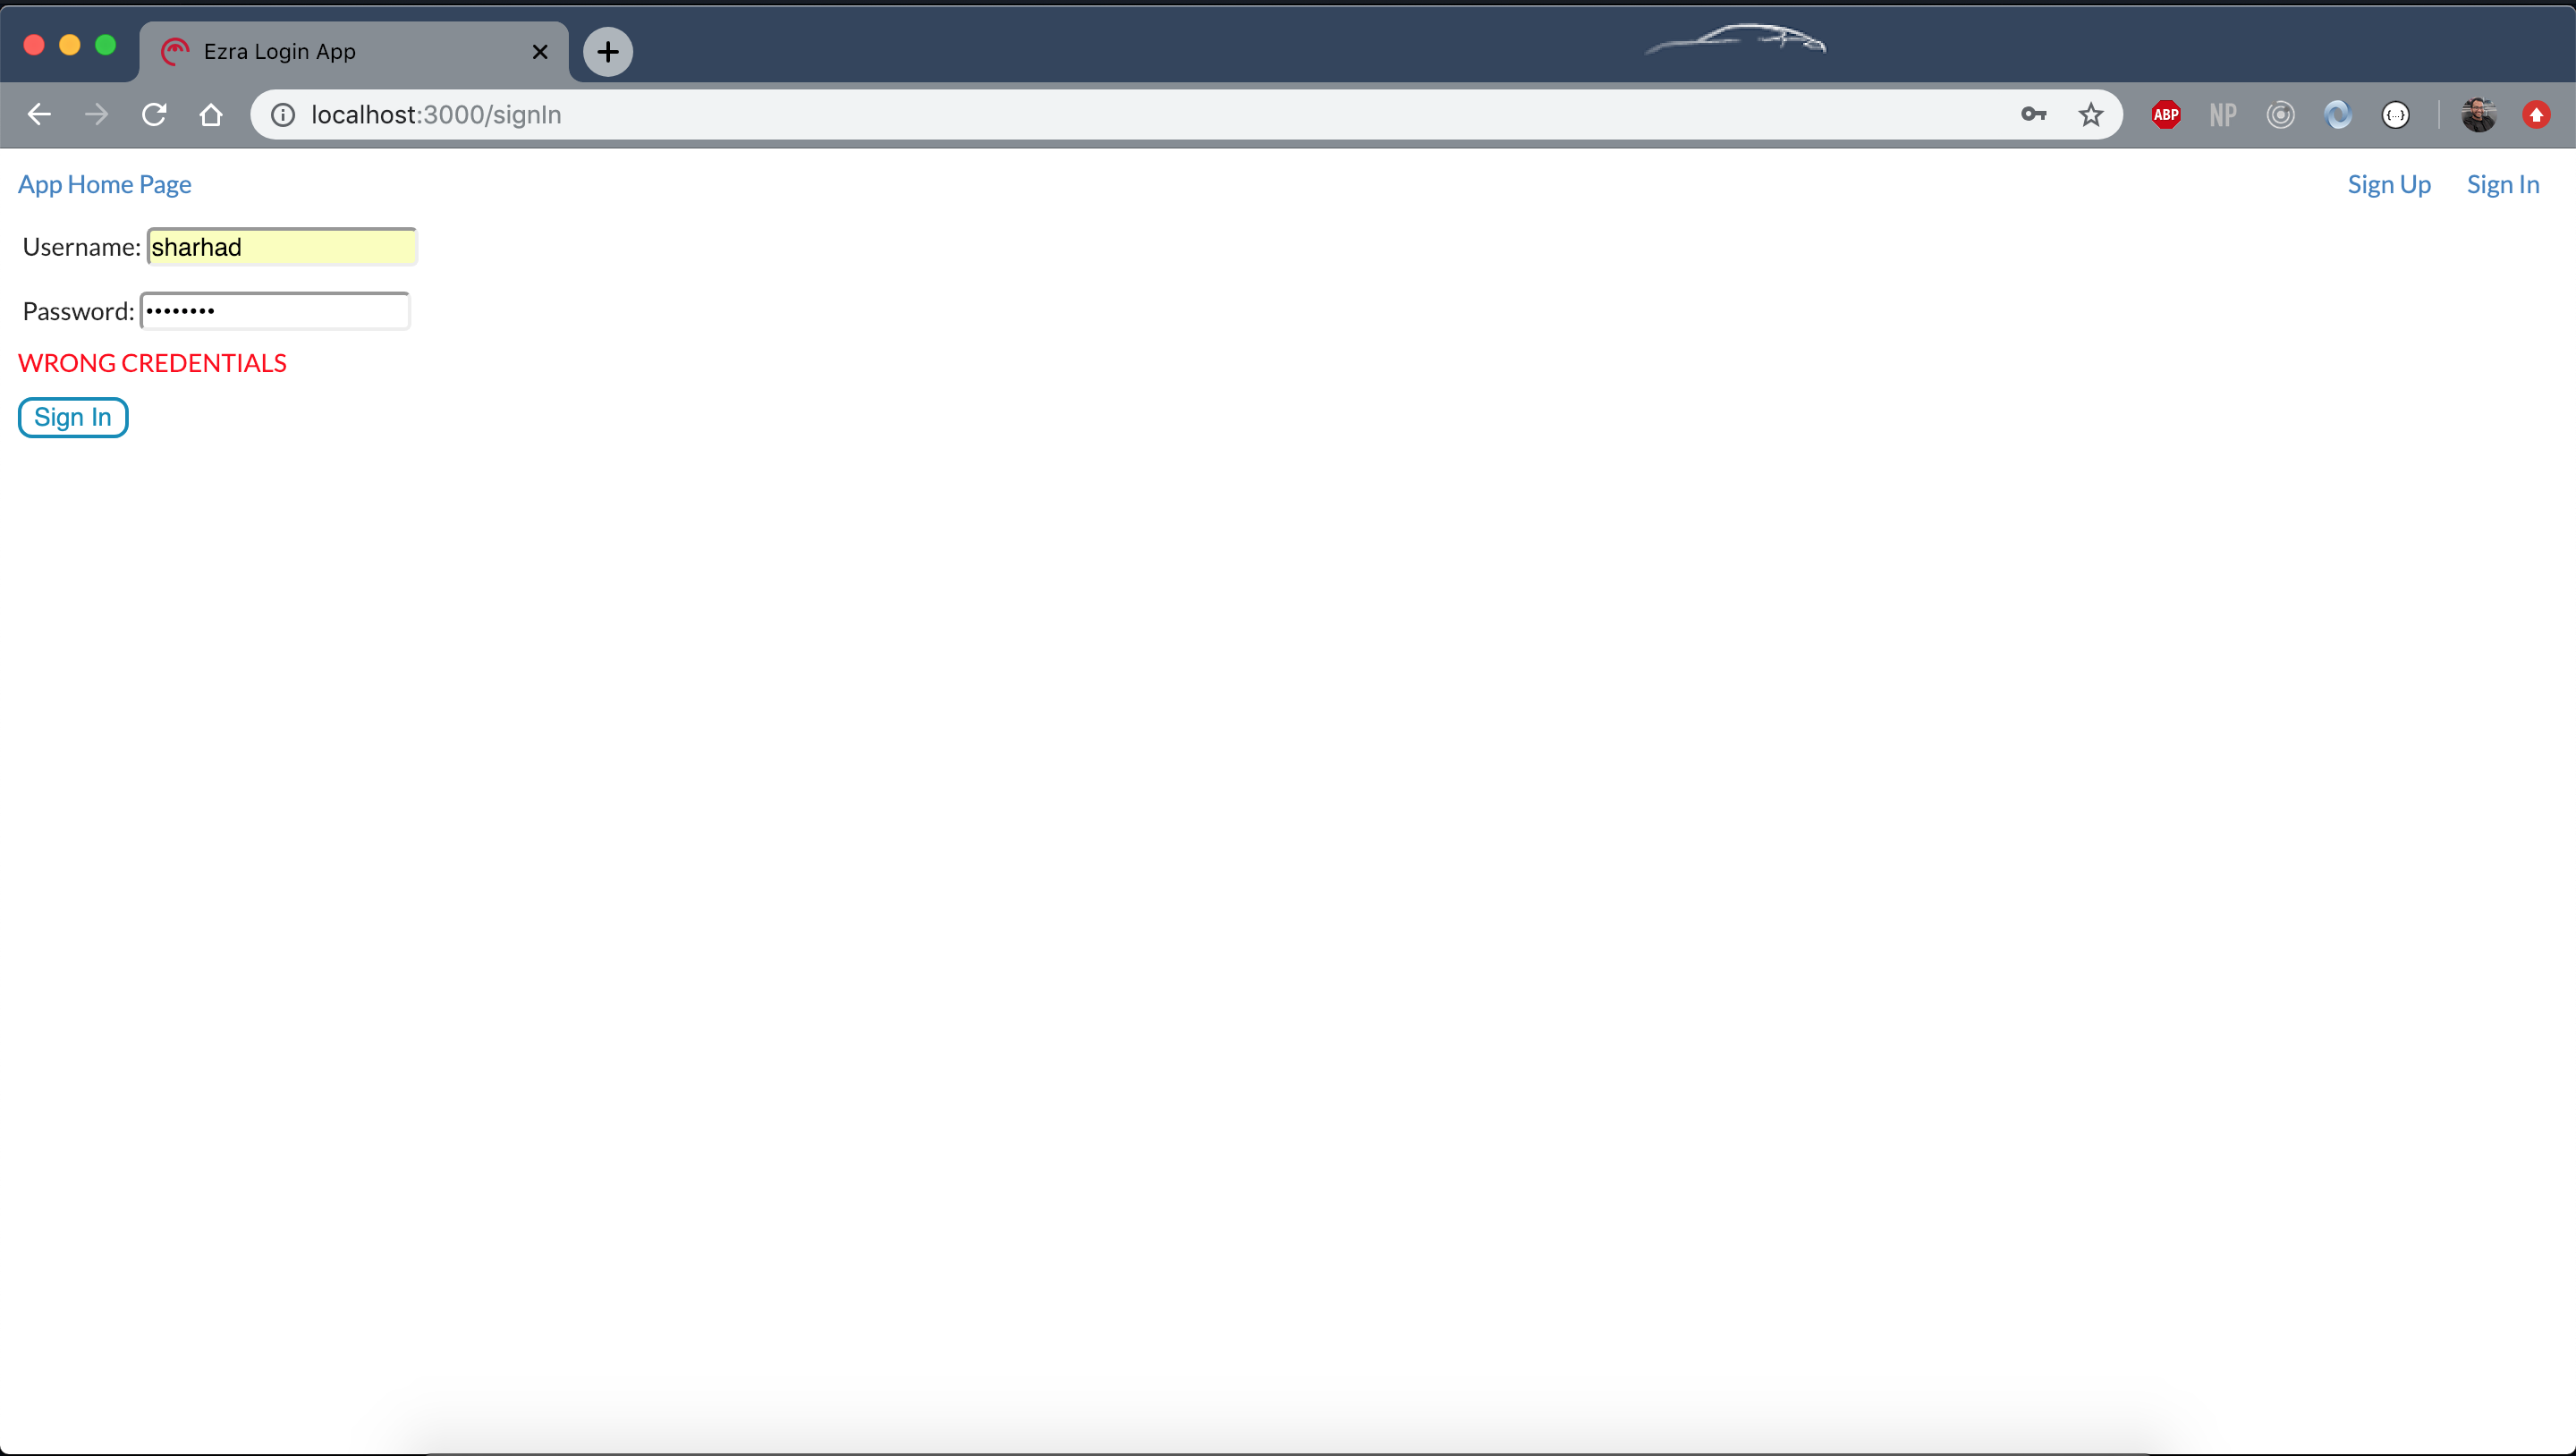 Ezra Login App
localhost:3000/signIn
ABP
NP
{...}
App Home Page
Sign Up
Sign In
Username: sharhad
Password: ••••••••
WRONG CREDENTIALS
Sign In